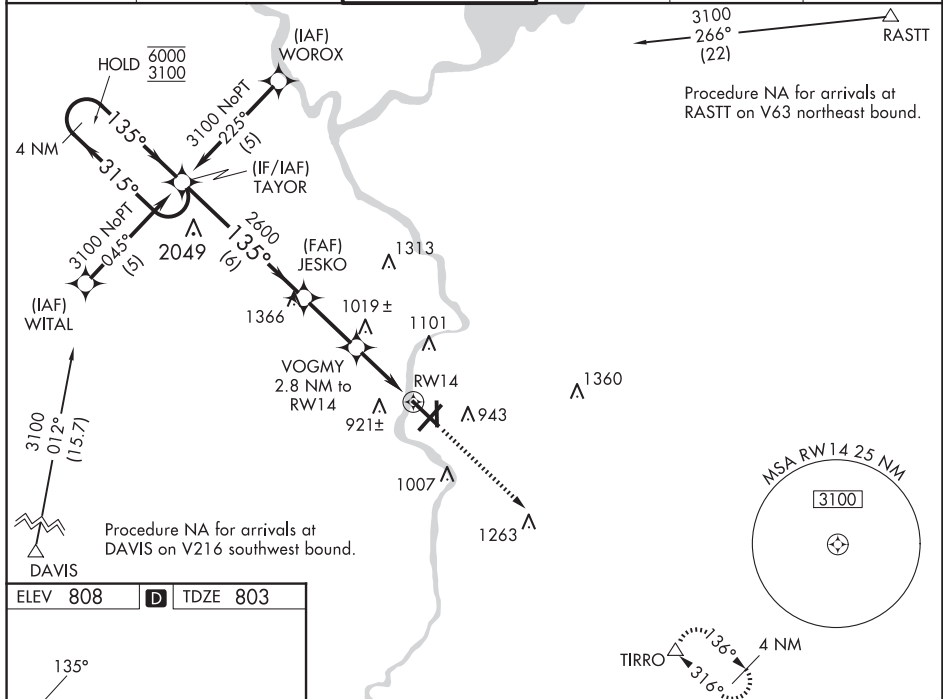 (IAF)
WOROX
HOLD 6000
3100
3100
266°
(22)
RASTT
Procedure NA for arrivals at
RASTT on V63 northeast bound.
135°
3100 NoPT
225°
(5)
4 NM
315°
(IF/IAF)
TAYOR
3100 NoPT
045°
(5)
2049
2600
135°
(6)
(FAF)
JESKO
1313
(IAF)
WITAL
1366
1019 ±
1101
VOGMY
2.8 NM to
RW14
RW14
1360
921±
943
3100
012°
(15.7)
1007
1263
MSA RW14 25 NM
3100
Procedure NA for arrivals at
DAVIS on V216 southwest bound.
DAVIS
ELEV 808 D TDZE 803
135°
TIRRO
136°
316°
4 NM